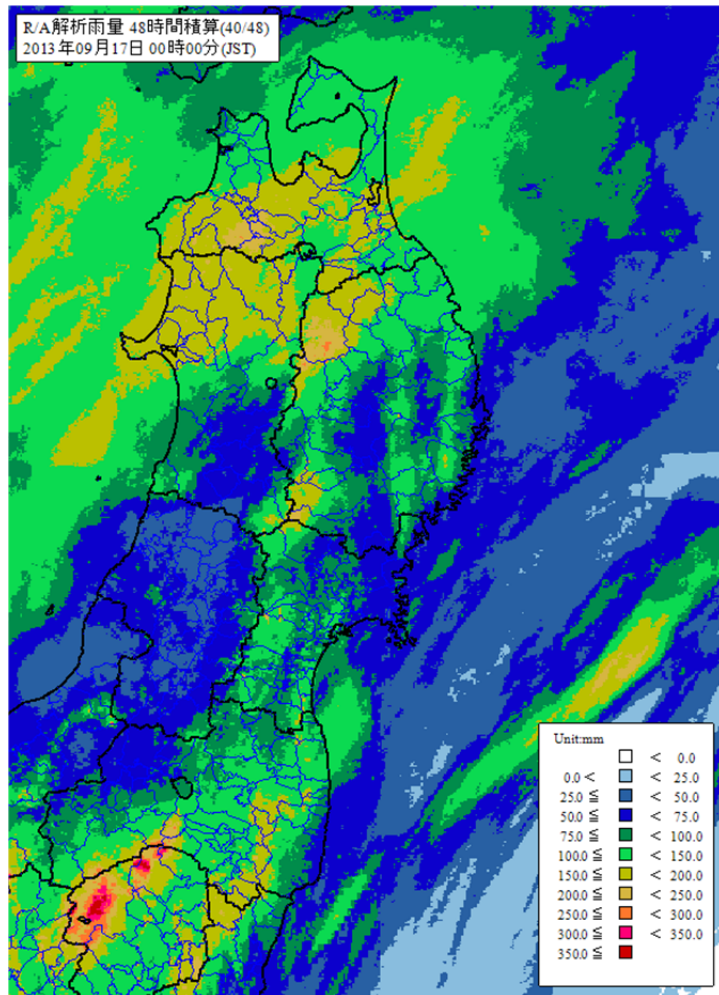 R/A解析雨量 48時間積算(40/48)
2013年09月17日 00時00分(JST)
Unit:mm
< 0.0
0.0 < < 25.0
25.0 ≦ < 50.0
50.0 ≦ < 75.0
75.0 ≦ < 100.0
100.0 ≦ < 150.0
150.0 ≦ < 200.0
200.0 ≦ < 250.0
250.0 ≦ < 300.0
300.0 ≦ < 350.0
350.0 ≦